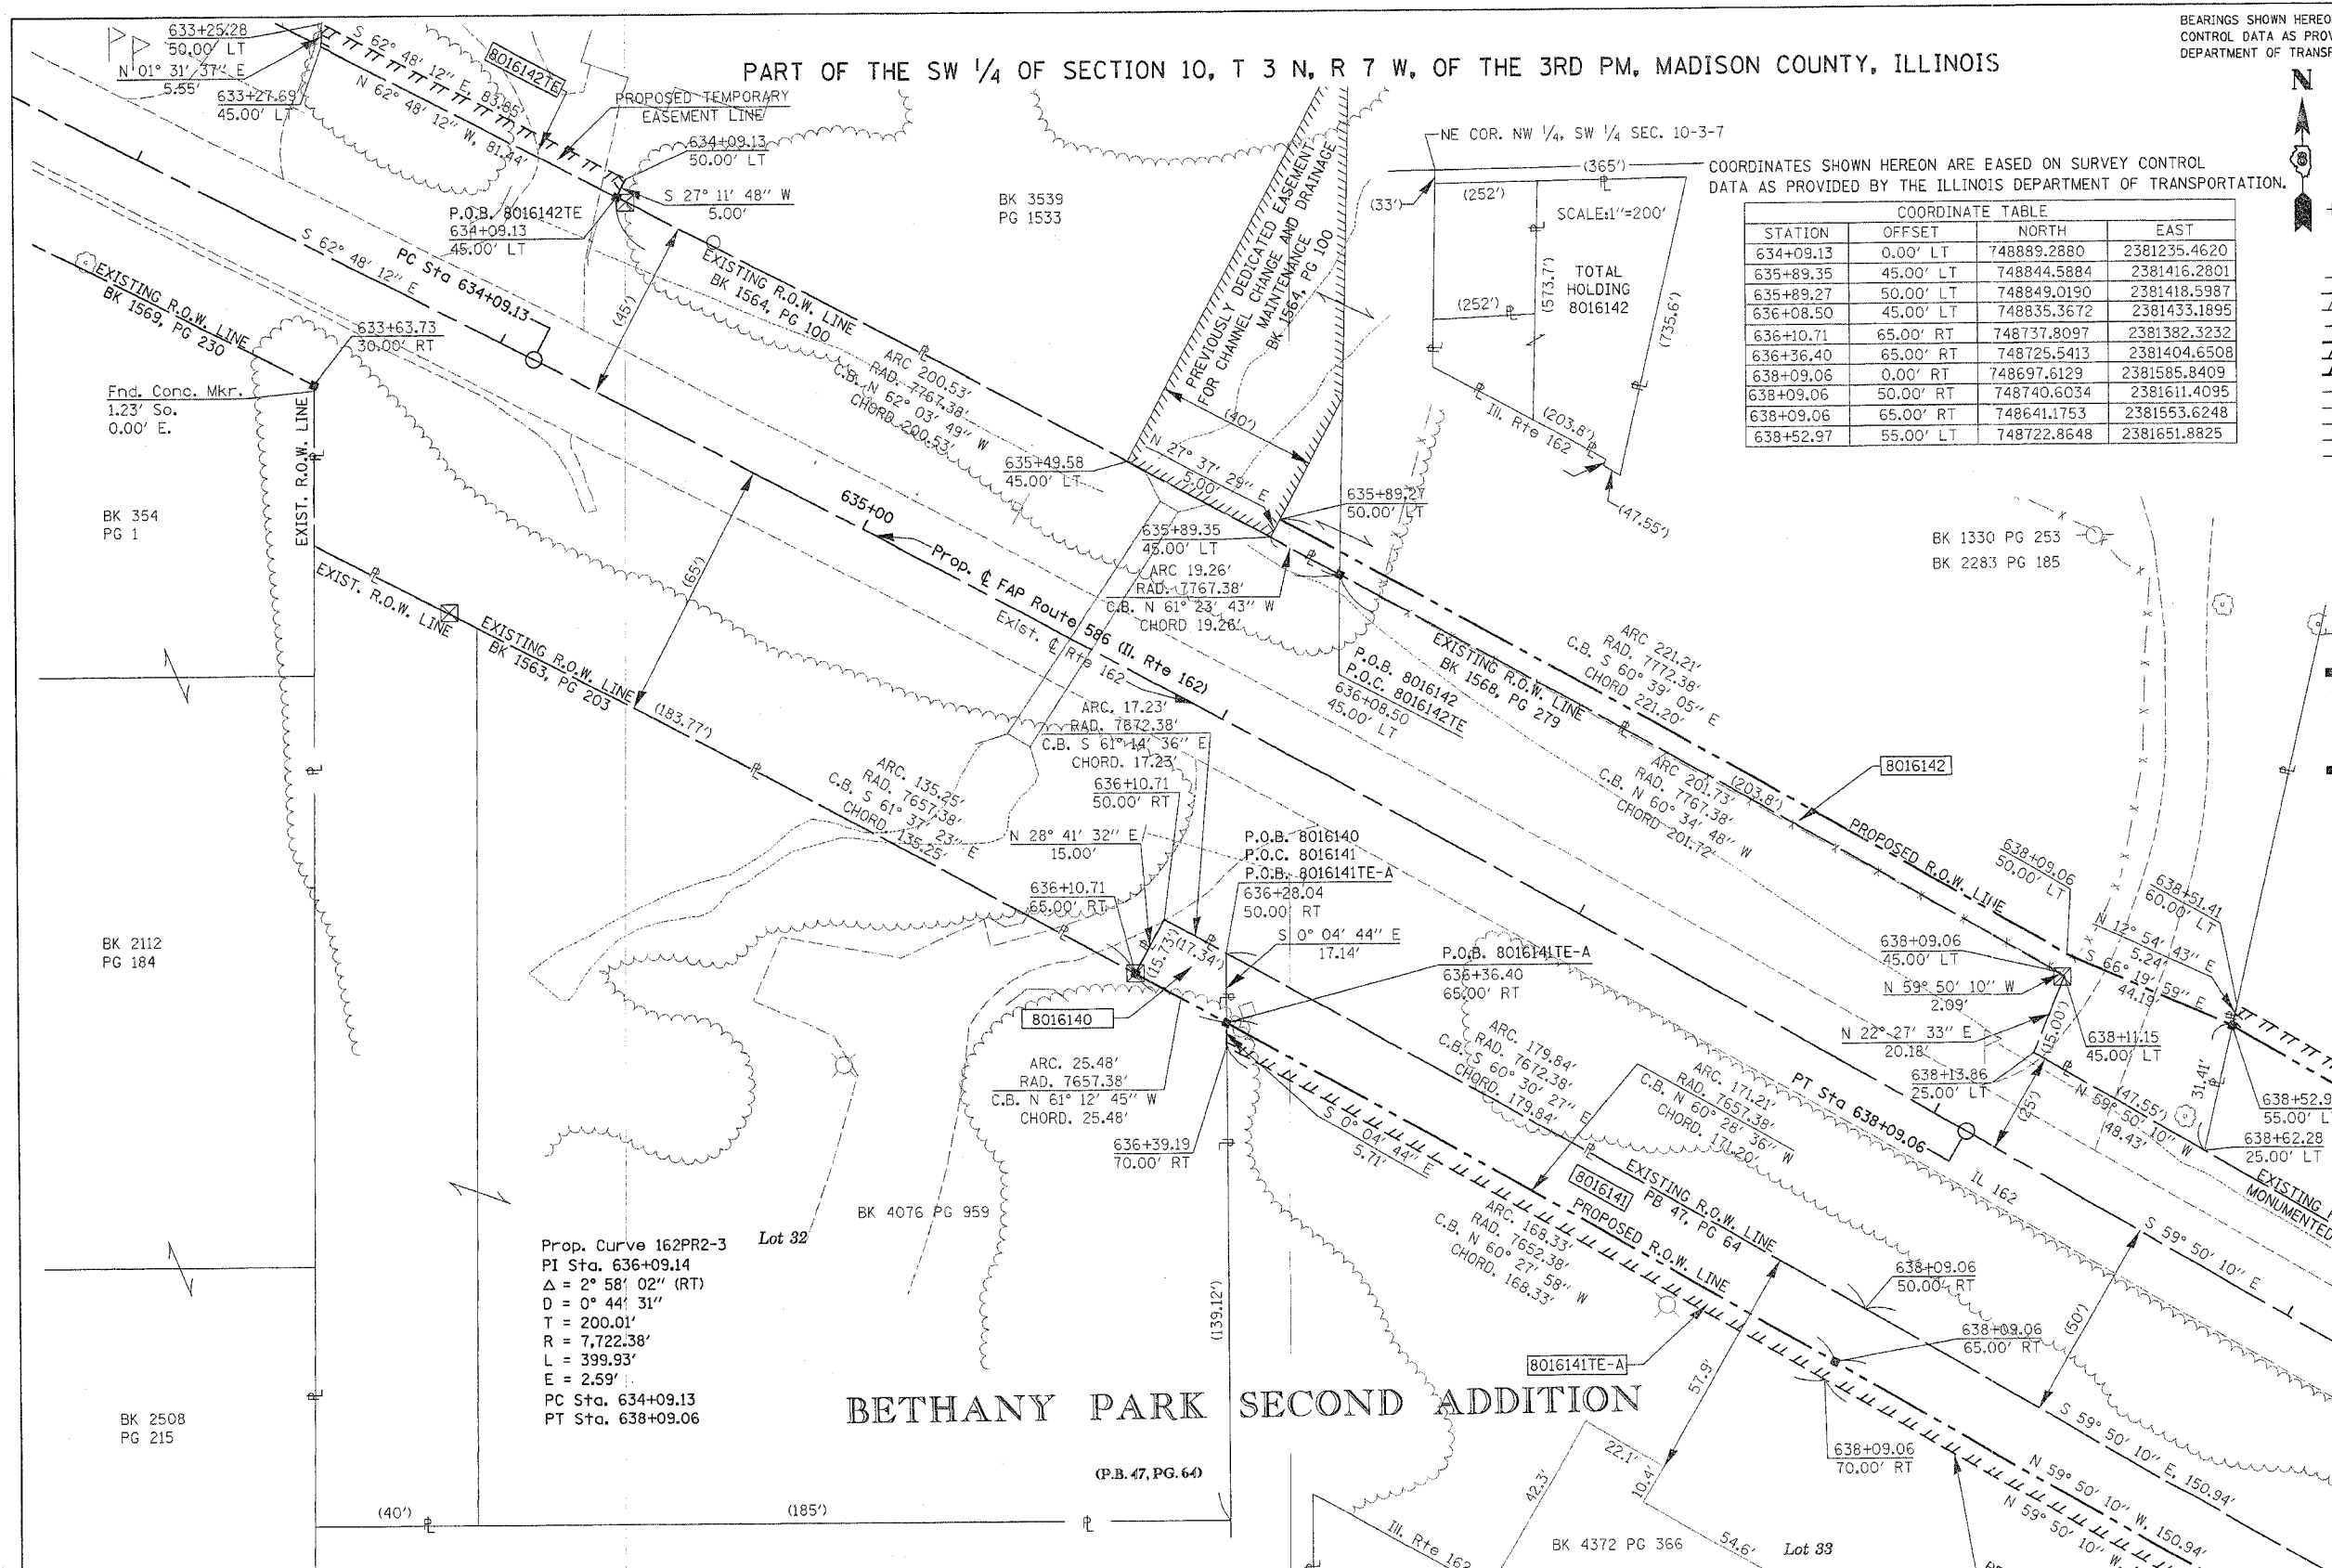 BEARINGS SHOWN HEREO
CONTROL DATA AS PROV
DEPARTMENT OF TRANSF
N
8
PART OF THE SW 1/4 OF SECTION 10, T 3 N, R 7 W, OF THE 3RD PM, MADISON COUNTY, ILLINOIS
633+25.28
50.00' LT
N 01° 31' 37" E
5.55'
633+27.69
45.00' LT
S 62° 48' 12" E, 83.85'
N 62° 48' 12" W, 81.44'
8016142TE
PROPOSED TEMPORARY
EASEMENT LINE
634+09.13
50.00' LT
S 27° 11' 48" W
5.00'
P.O.B. 8016142TE
634+09.13
45.00' LT
BK 3539
PG 1533
PREVIOUSLY DEDICATED EASEMENT
FOR CHANNEL CHANGE AND DRAINAGE
MAINTENANCE
BK 1564, PG 100
NE COR. NW 1/4, SW 1/4 SEC. 10-3-7
(365')
(33')
(252')
SCALE:1"=200'
TOTAL
HOLDING
8016142
(573.7')
(735.6')
(252')
(203.8')
Ill. Rte 162
(47.55')
COORDINATES SHOWN HEREON ARE BASED ON SURVEY CONTROL
DATA AS PROVIDED BY THE ILLINOIS DEPARTMENT OF TRANSPORTATION.
COORDINATE TABLE
STATION OFFSET NORTH EAST
634+09.13 0.00' LT 748889.2880 2381235.4620
635+89.35 45.00' LT 748844.5884 2381416.2801
635+89.27 50.00' LT 748849.0190 2381418.5987
636+08.50 45.00' LT 748835.3672 2381433.1895
636+10.71 65.00' RT 748737.8097 2381382.3232
636+36.40 65.00' RT 748725.5413 2381404.6508
638+09.06 0.00' RT 748697.6129 2381585.8409
638+09.06 50.00' RT 748740.6034 2381611.4095
638+09.06 65.00' RT 748641.1753 2381553.6248
638+52.97 55.00' LT 748722.8648 2381651.8825
S 62° 48' 12" E
PC Sta 634+09.13
EXISTING R.O.W. LINE
BK 1569, PG 230
633+63.73
30.00' RT
Fnd. Conc. Mkr.
1.23' So.
0.00' E.
EXIST. R.O.W. LINE
(45')
EXISTING R.O.W. LINE
BK 1564, PG 100
ARC 200.53'
RAD. 7767.38'
C.B. N 62° 03' 49" W
CHORD 200.53'
(40')
N 27° 37' 29" E
5.00'
635+49.58
45.00' LT
635+89.27
50.00' LT
635+89.35
45.00' LT
ARC 19.26'
RAD. 7767.38'
C.B. N 61° 23' 43" W
CHORD 19.26'
BK 354
PG 1
EXIST. R.O.W. LINE
EXISTING R.O.W. LINE
BK 1563, PG 203
(65')
635+00
Prop. ℄ FAP Route 586 (Il. Rte 162)
Exist. ℄ Rte 162
(183.77')
BK 1330 PG 253
BK 2283 PG 185
P.O.B. 8016142
P.O.C. 8016142TE
636+08.50
45.00' LT
EXISTING R.O.W. LINE
BK 1568, PG 279
ARC 221.21'
RAD. 7772.38'
C.B. S 60° 39' 05" E
CHORD 221.20'
ARC 201.73'
RAD. 7767.38'
C.B. N 60° 34' 48" W
CHORD 201.72'
(203.8')
8016142
PROPOSED R.O.W. LINE
ARC. 17.23'
RAD. 7672.38'
C.B. S 61° 14' 36" E
CHORD. 17.23'
636+10.71
50.00' RT
ARC. 135.25'
RAD. 7657.38'
C.B. S 61° 37' 23" E
CHORD. 135.25'
N 28° 41' 32" E
15.00'
636+10.71
65.00' RT
(15.73')
(17.34')
P.O.B. 8016140
P.O.C. 8016141
P.O.B. 8016141TE-A
636+28.04
50.00' RT
S 0° 04' 44" E
17.14'
P.O.B. 8016141TE-A
636+36.40
65.00' RT
8016140
ARC. 25.48'
RAD. 7657.38'
C.B. N 61° 12' 45" W
CHORD. 25.48'
636+39.19
70.00' RT
S 0° 04' 44" E
5.71'
638+09.06
50.00' LT
638+51.41
60.00' LT
N 12° 54' 43" E
5.24'
S 66° 19' 59" E
44.19'
638+09.06
45.00' LT
N 59° 50' 10" W
2.09'
N 22° 27' 33" E
20.18'
(15.00')
638+11.15
45.00' LT
638+13.86
25.00' LT
(25')
(47.55')
N 59° 50' 10" W
48.43'
31.41'
638+52.9
55.00' L
638+62.28
25.00' LT
EXISTING
MONUMENTED
BK 2112
PG 184
ARC. 179.84'
RAD. 7672.38'
C.B. S 60° 30' 27" E
CHORD. 179.84'
ARC. 171.21'
RAD. 7657.38'
C.B. N 60° 28' 36" W
CHORD. 171.20'
PT Sta 638+09.06
IL 162
8016141
EXISTING R.O.W. LINE
PB 47, PG 64
PROPOSED R.O.W. LINE
ARC. 168.33'
RAD. 7652.38'
C.B. N 60° 27' 58" W
CHORD. 168.33'
S 59° 50' 10" E
638+09.06
50.00' RT
638+09.06
65.00' RT
(50')
57.9'
8016141TE-A
638+09.06
70.00' RT
S 59° 50' 10" E, 150.94'
N 59° 50' 10" W, 150.94'
N 59° 50' 10" W,
BK 4076 PG 959
Lot 32
Prop. Curve 162PR2-3
PI Sta. 636+09.14
Δ = 2° 58' 02" (RT)
D = 0° 44' 31"
T = 200.01'
R = 7,722.38'
L = 399.93'
E = 2.59'
PC Sta. 634+09.13
PT Sta. 638+09.06
(139.12')
BETHANY PARK SECOND ADDITION
(P.B. 47, PG. 64)
BK 2508
PG 215
(40')
(185')
42.3'
22.1'
10.4'
54.6'
Ill. Rte 162
BK 4372 PG 366
Lot 33